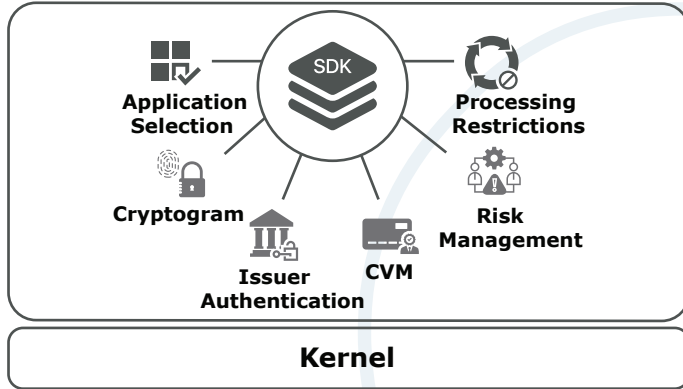 SDK
Application
Selection
Processing
Restrictions
Cryptogram
Risk
Management
Issuer
Authentication
CVM
Kernel